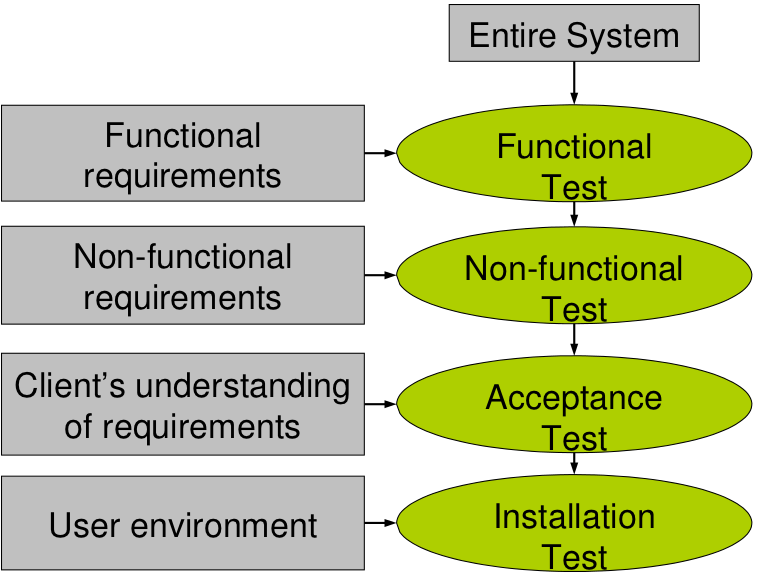 Entire System
Functional
requirements
Functional
Test
Non-functional
requirements
Non-functional
Test
Client’s understanding
of requirements
Acceptance
Test
User environment
Installation
Test